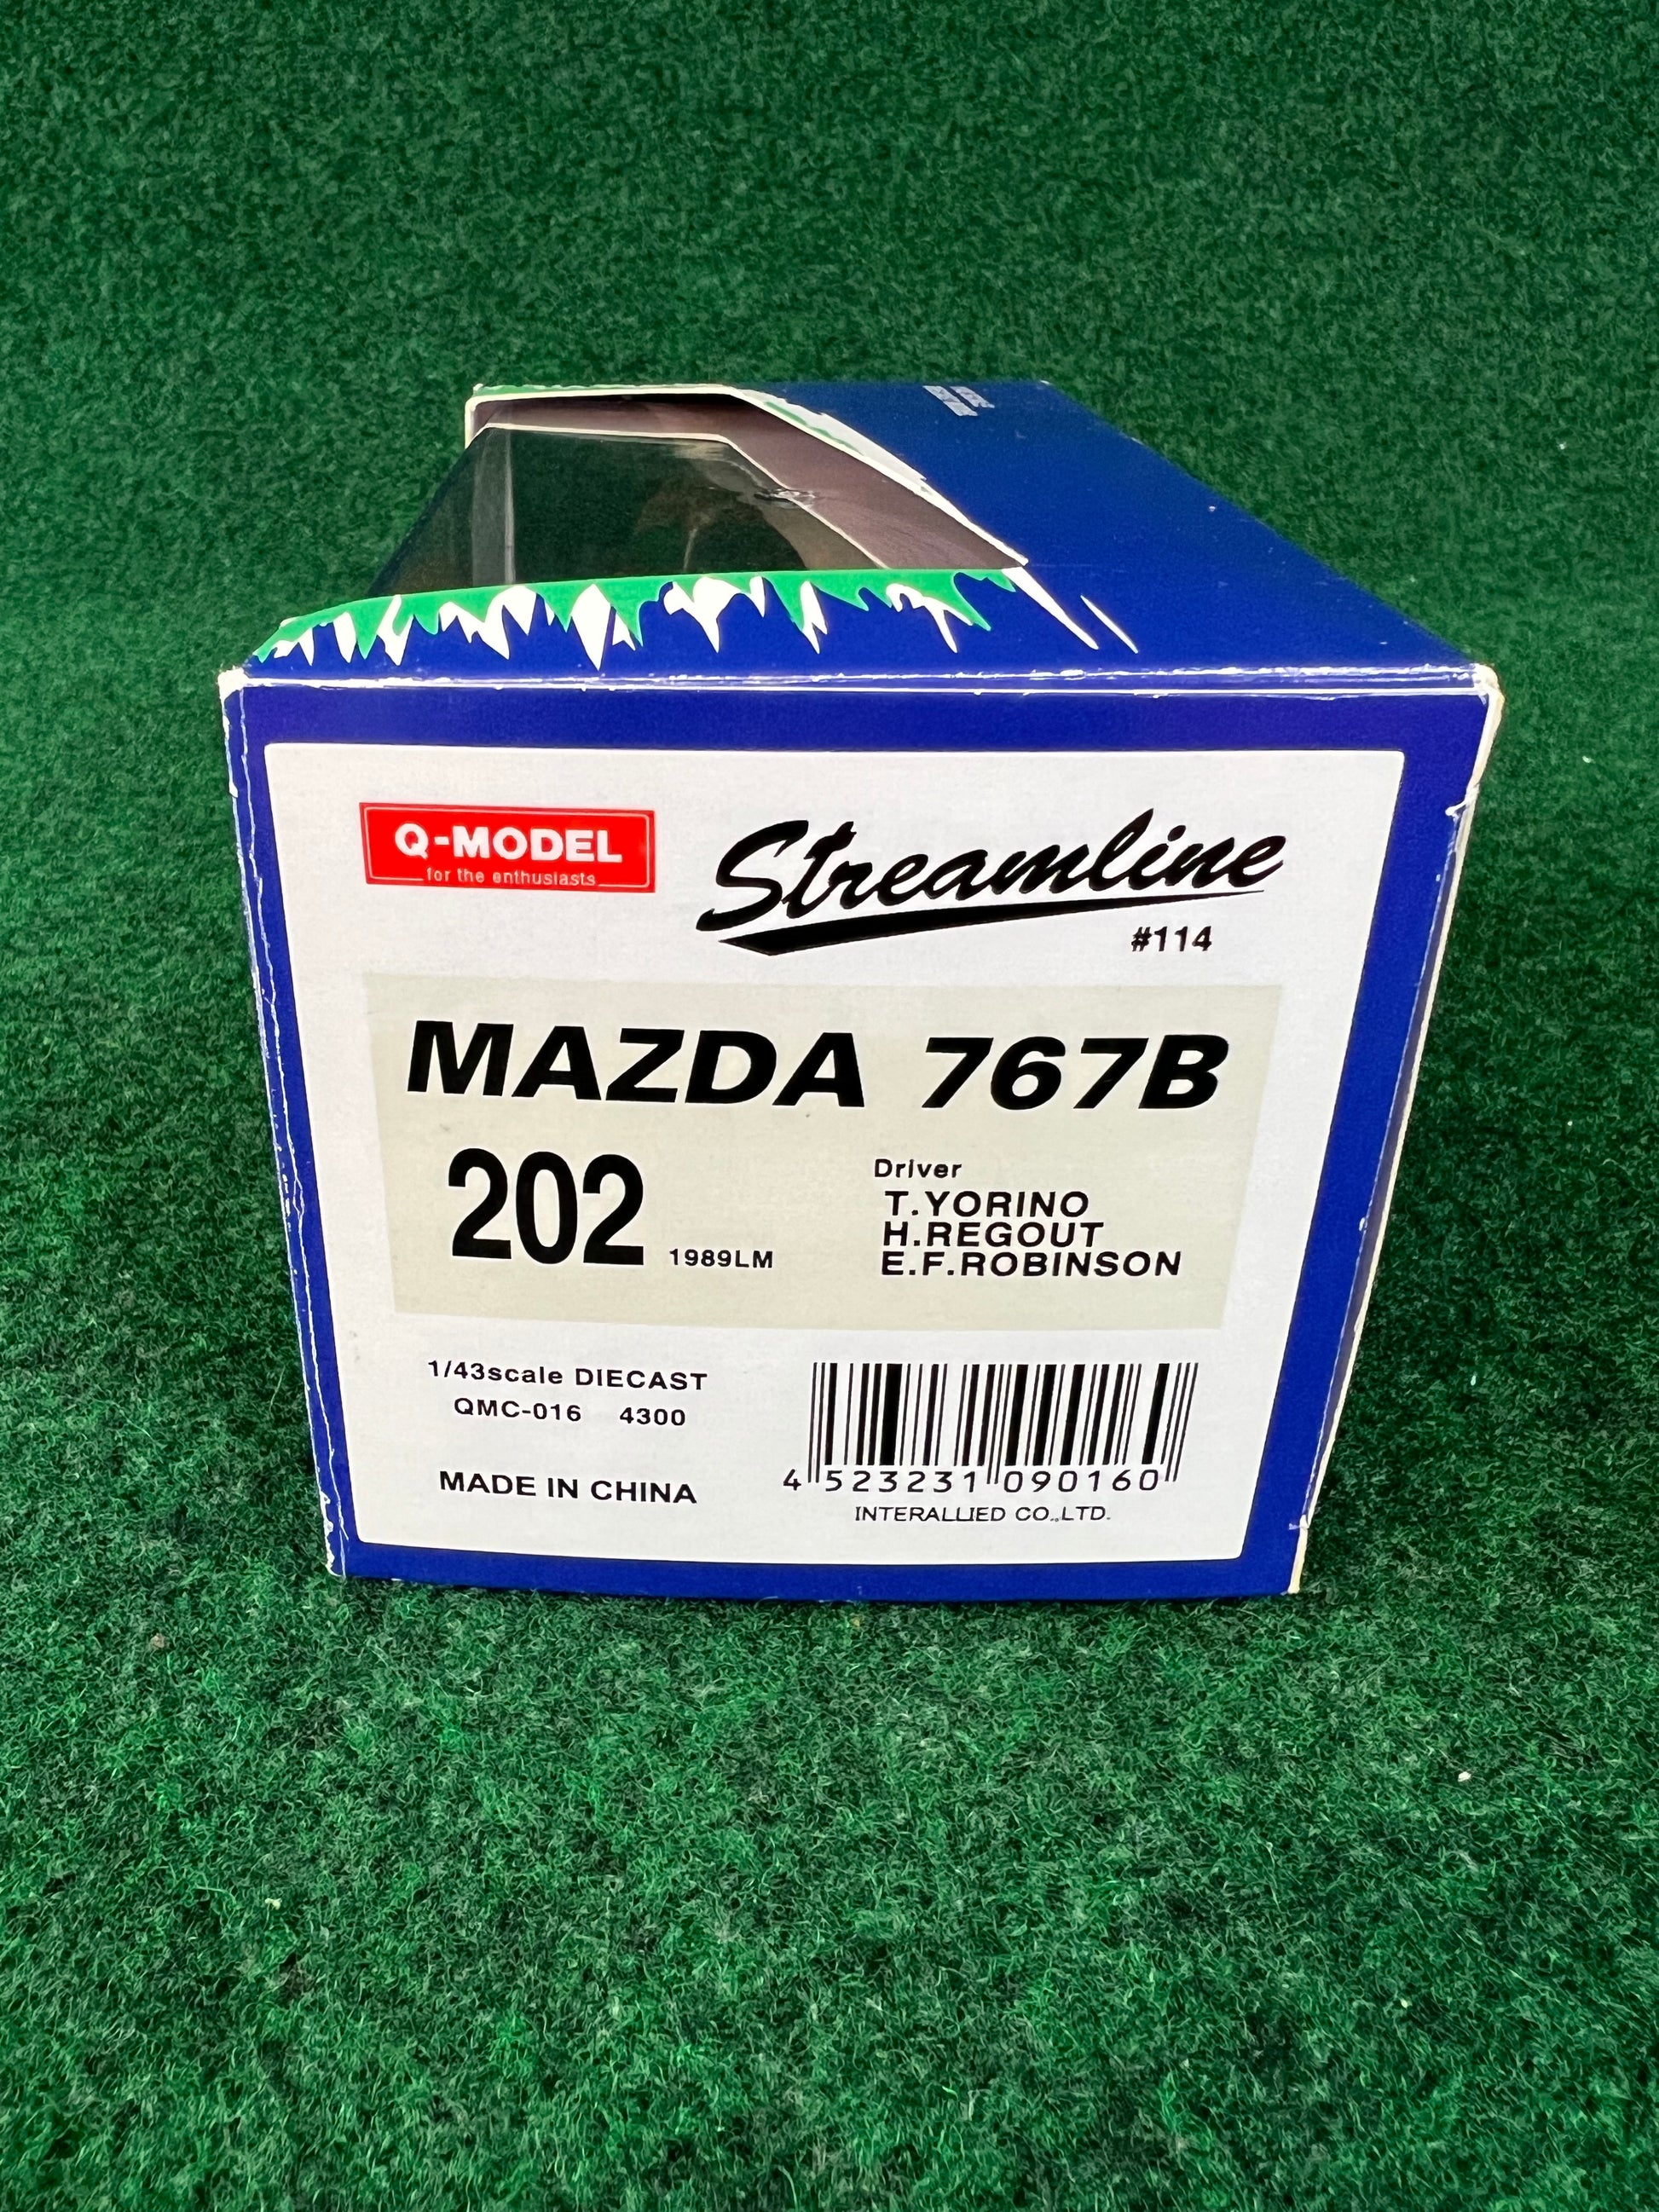 Q-MODEL
for the enthusiasts
Streamline
#114
MAZDA 767B
202 1989LM
Driver
T.YORINO
H.REGOUT
E.F.ROBINSON
1/43scale DIECAST
QMC-016 4300
MADE IN CHINA
4 523231 090160
INTERALLIED CO.,LTD.